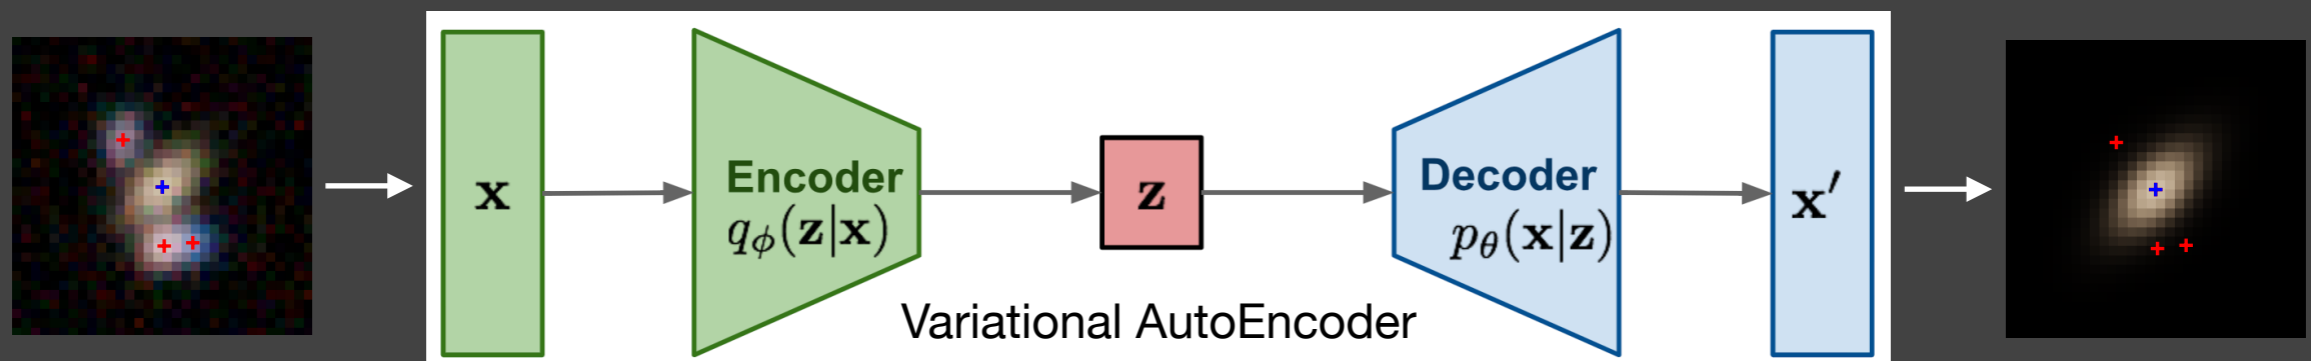 x
Encoder
qϕ(z|x)
z
Decoder
pθ(x|z)
x′
Variational AutoEncoder